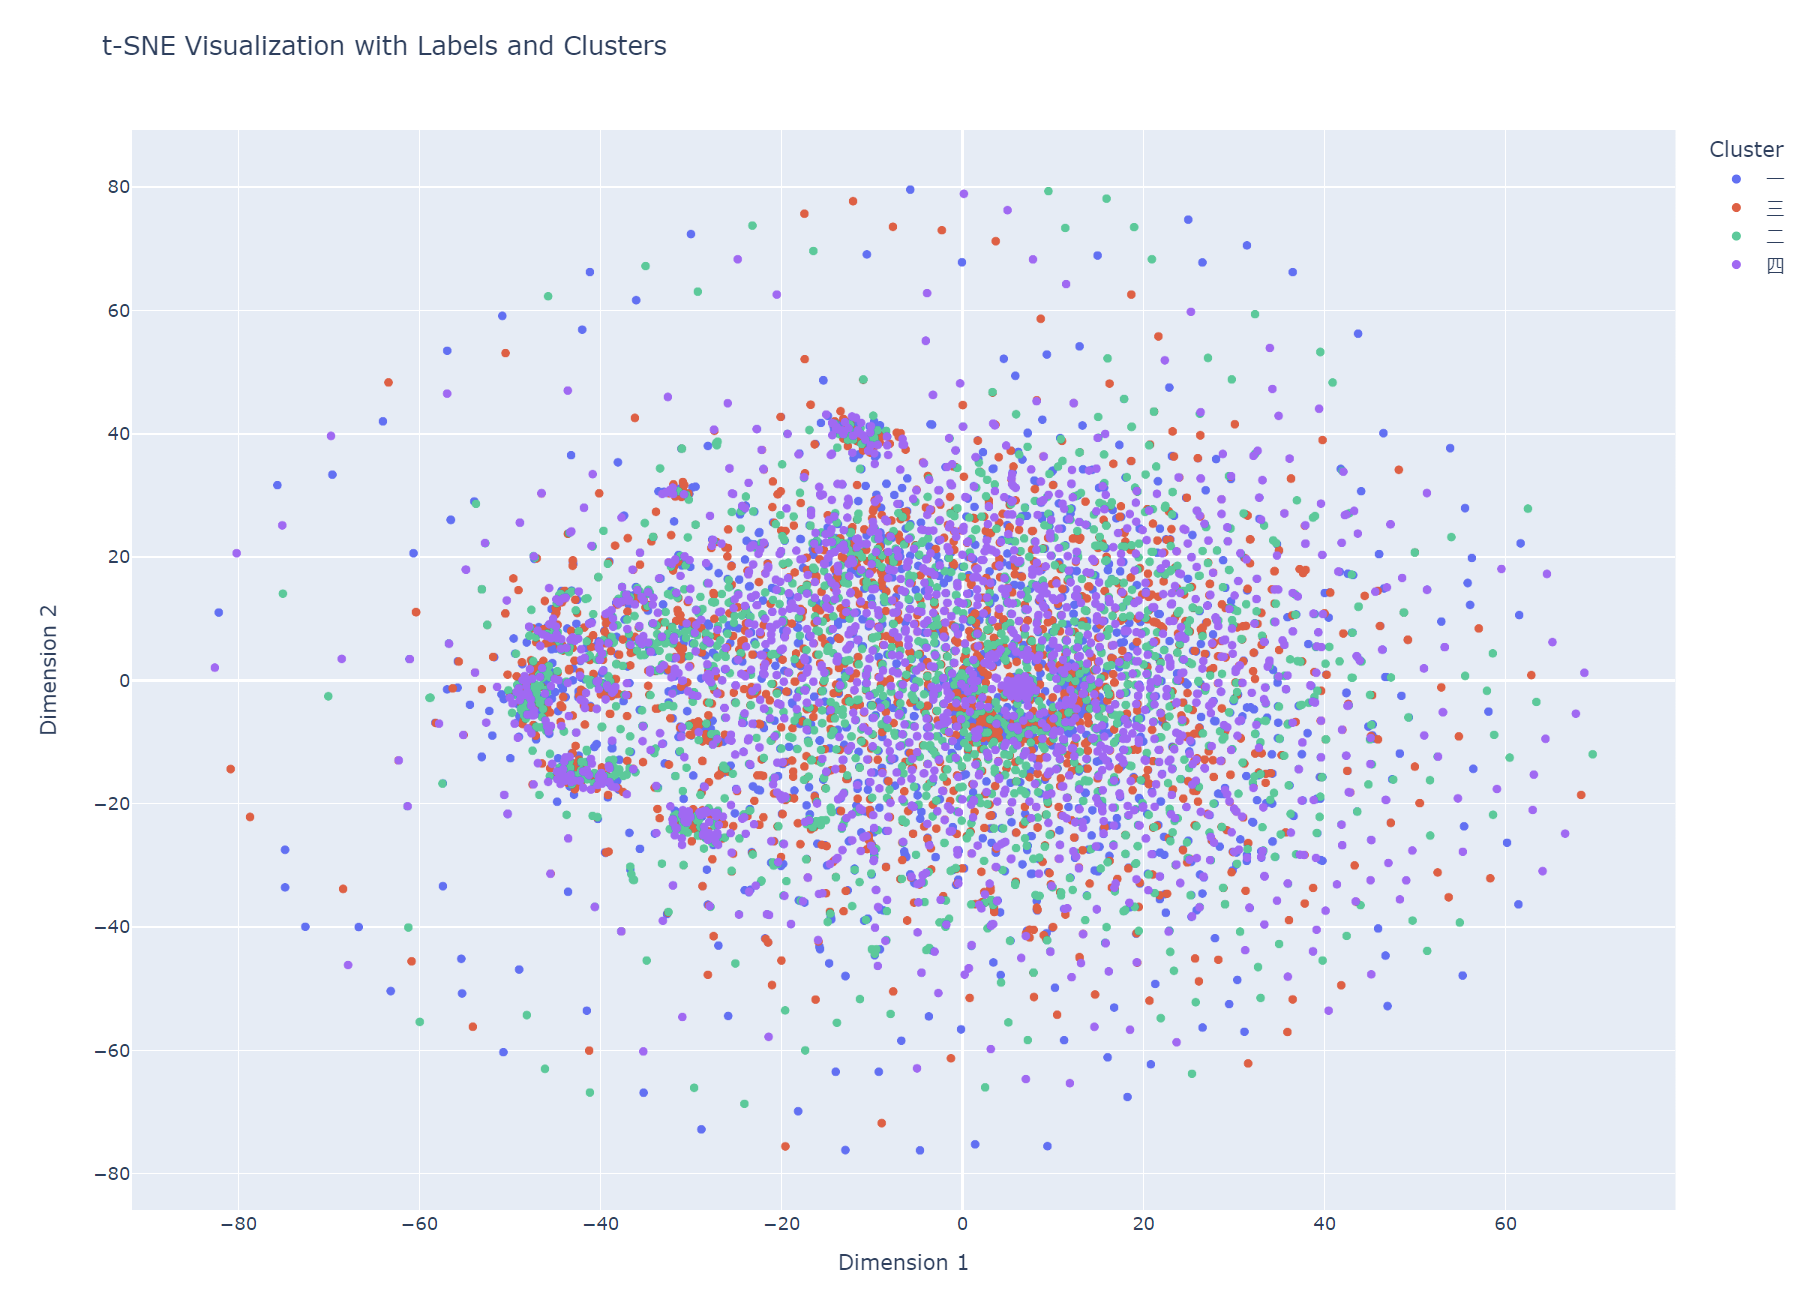 t-SNE Visualization with Labels and Clusters
Cluster
一
三
二
四
80
60
40
20
0
−20
−40
−60
−80
Dimension 2
−80
−60
−40
−20
0
20
40
60
Dimension 1